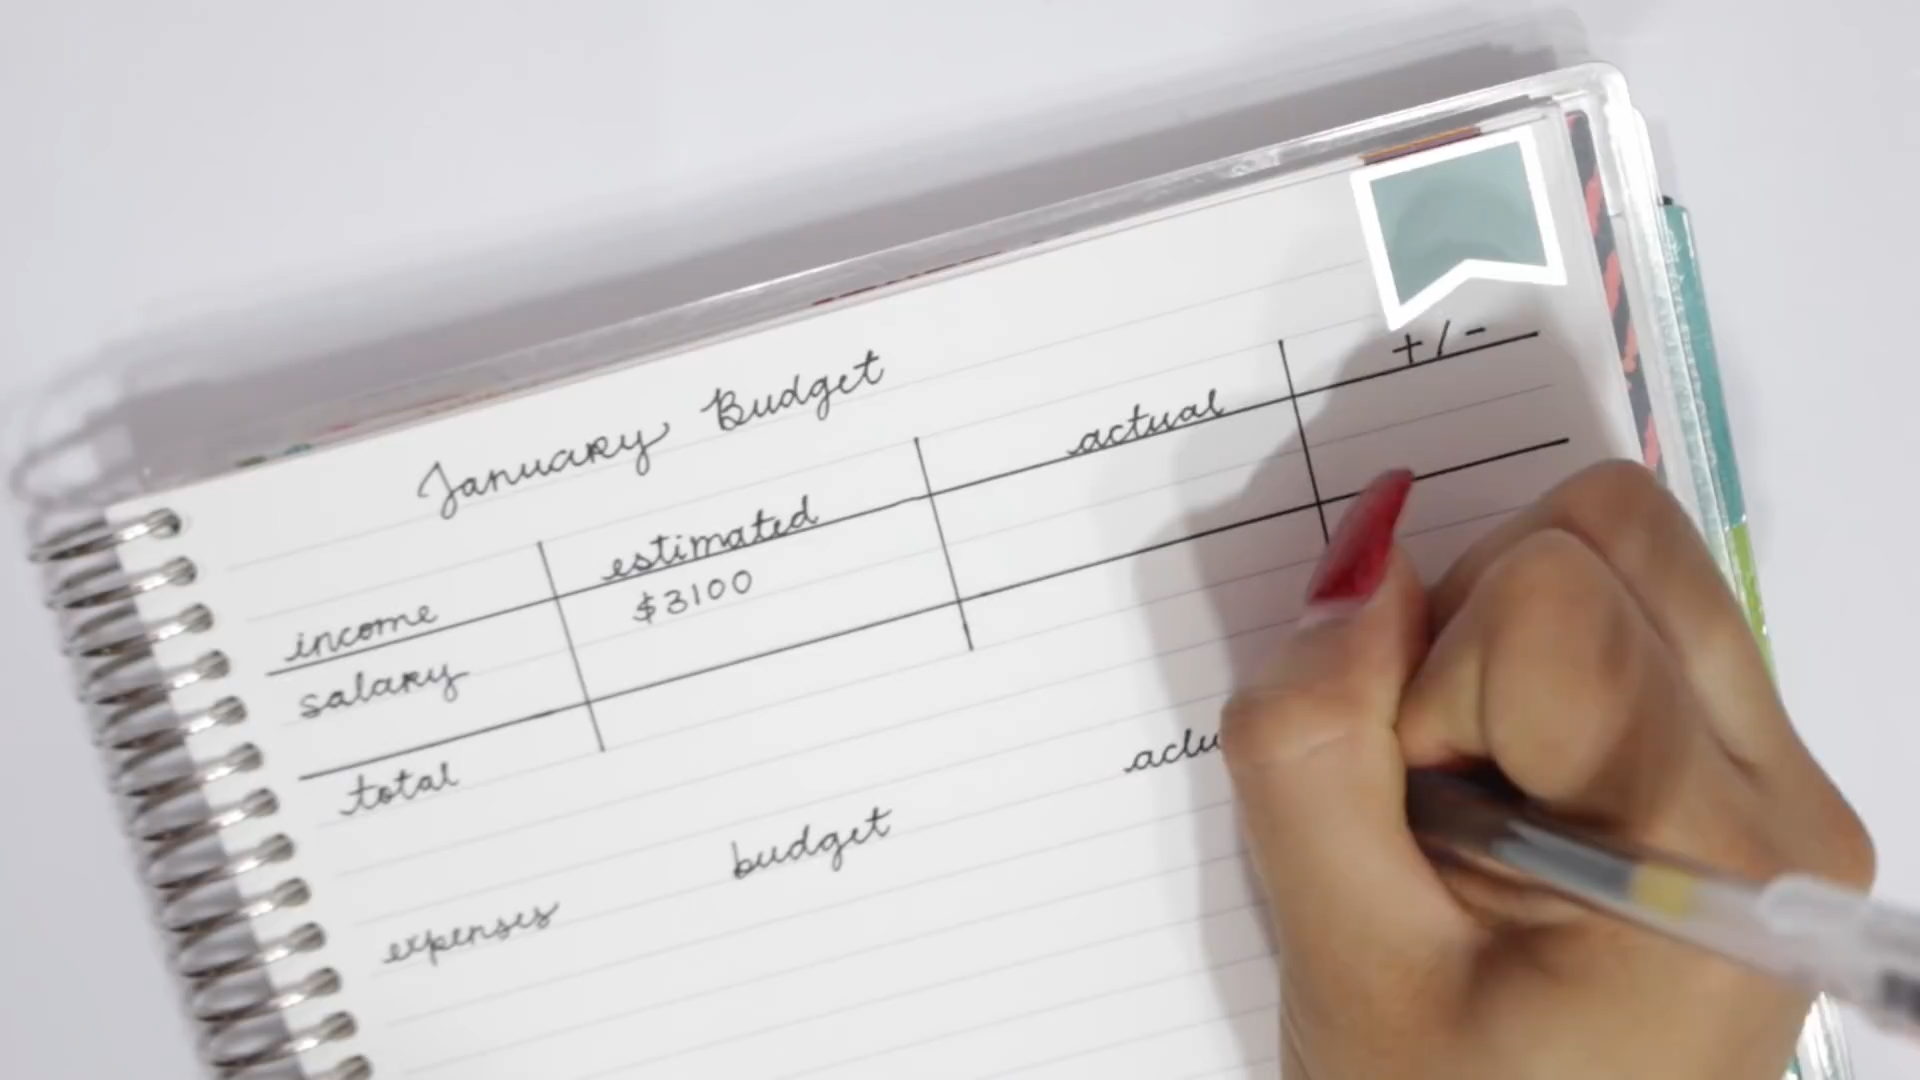 January Budget
income estimated actual +/-
salary $3100
total
expenses budget